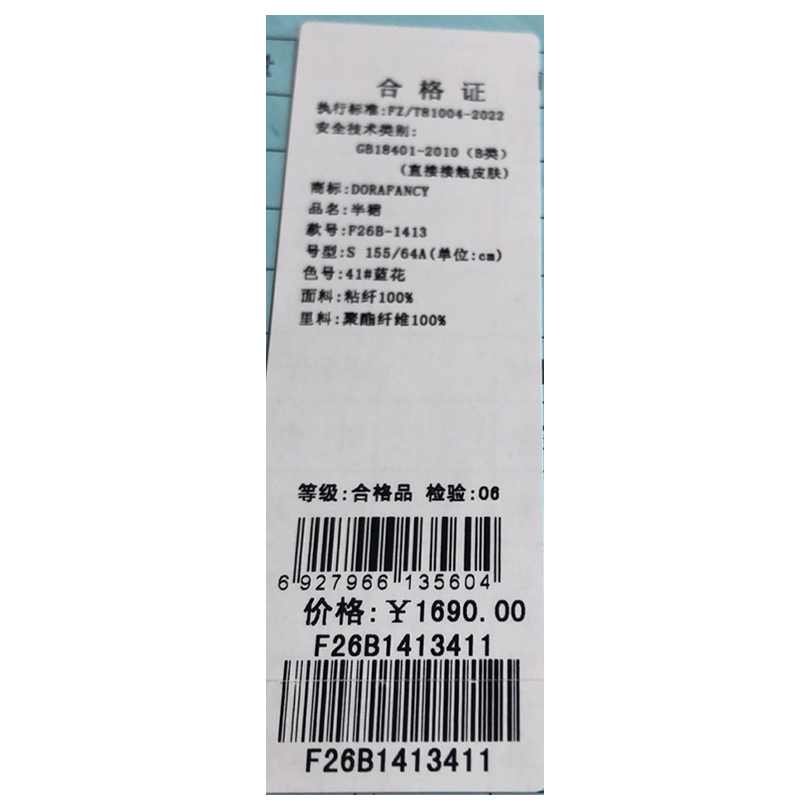 合格证
执行标准:FZ/T81004-2022
安全技术类别:
GB18401-2010（B类）
（直接接触皮肤）
商标:DORAFANCY
品名:半裙
款号:F26B-1413
号型:S 155/64A(单位:cm)
色号:41#蓝花
面料:粘纤100%
里料:聚酯纤维100%
等级:合格品 检验:06
6 927966 135604
价格:¥1690.00
F26B1413411
F26B1413411